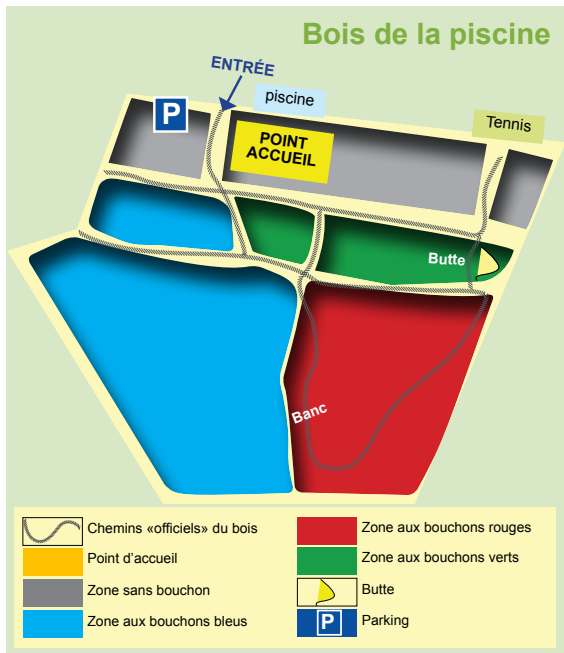 Bois de la piscine
ENTRÉE
piscine
P
POINT
ACCUEIL
Tennis
Butte
Banc
Chemins «officiels» du bois
Point d'accueil
Zone sans bouchon
Zone aux bouchons bleus
Zone aux bouchons rouges
Zone aux bouchons verts
Butte
P
Parking